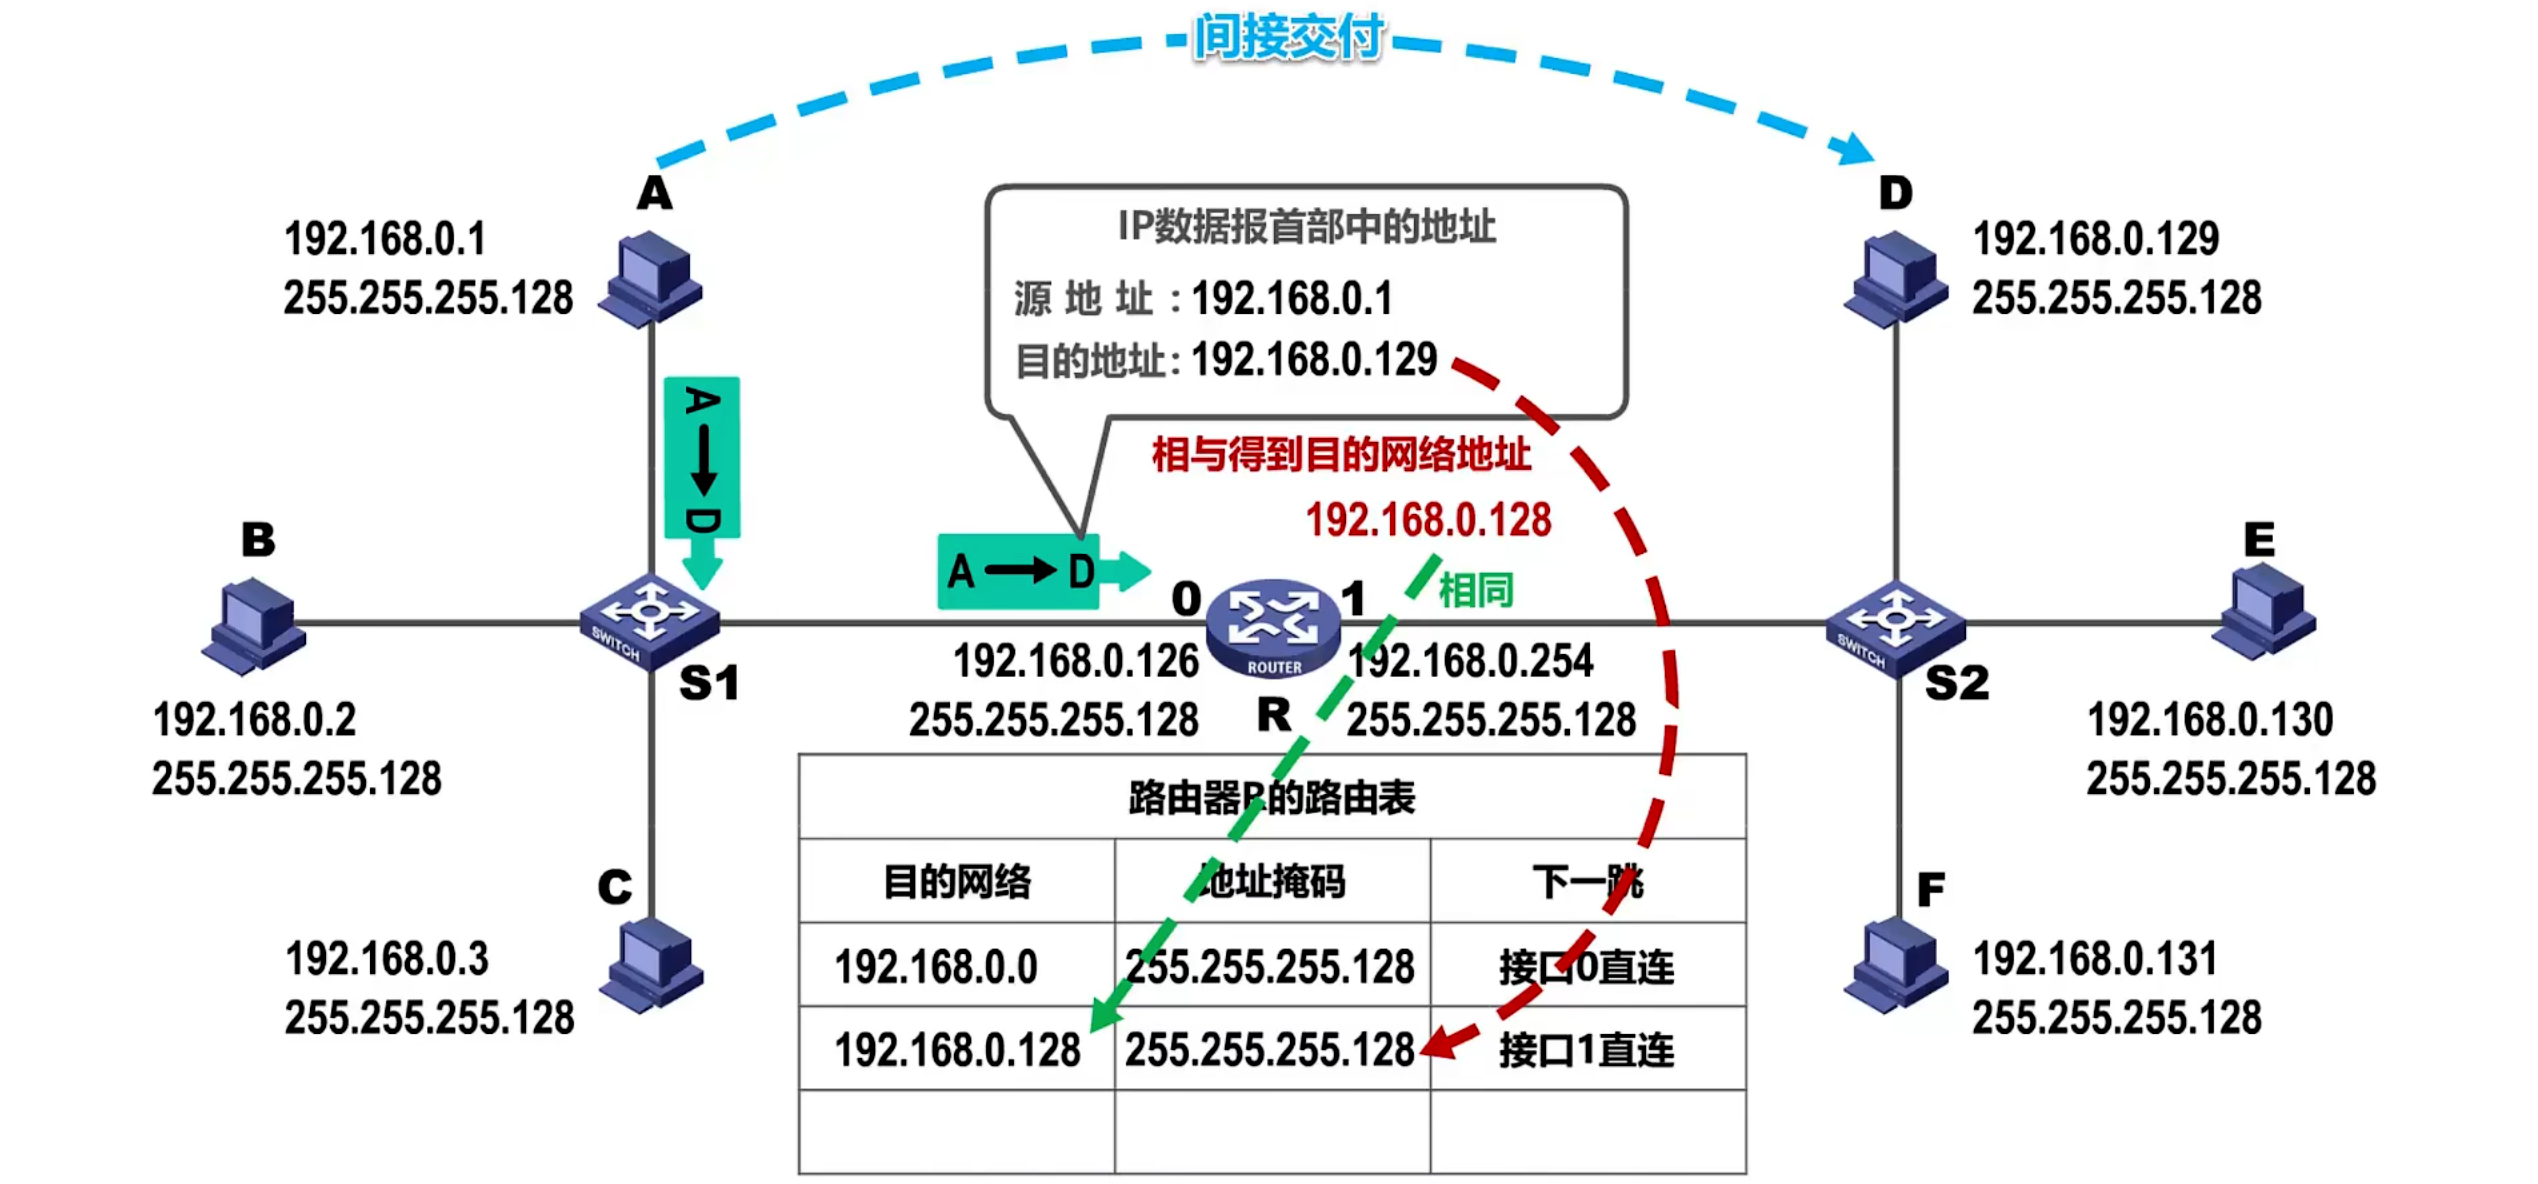 间接交付
A
192.168.0.1
255.255.255.128
D
192.168.0.129
255.255.255.128
IP数据报首部中的地址
源地址：192.168.0.1
目的地址：192.168.0.129
A→D
相与得到目的网络地址
192.168.0.128
相同
A→D
B
192.168.0.2
255.255.255.128
SWITCH
S1
0
192.168.0.126
255.255.255.128
ROUTER
R
1
192.168.0.254
255.255.255.128
SWITCH
S2
E
192.168.0.130
255.255.255.128
C
192.168.0.3
255.255.255.128
F
192.168.0.131
255.255.255.128
路由器R的路由表
目的网络 地址掩码 下一跳
192.168.0.0 255.255.255.128 接口0直连
192.168.0.128 255.255.255.128 接口1直连